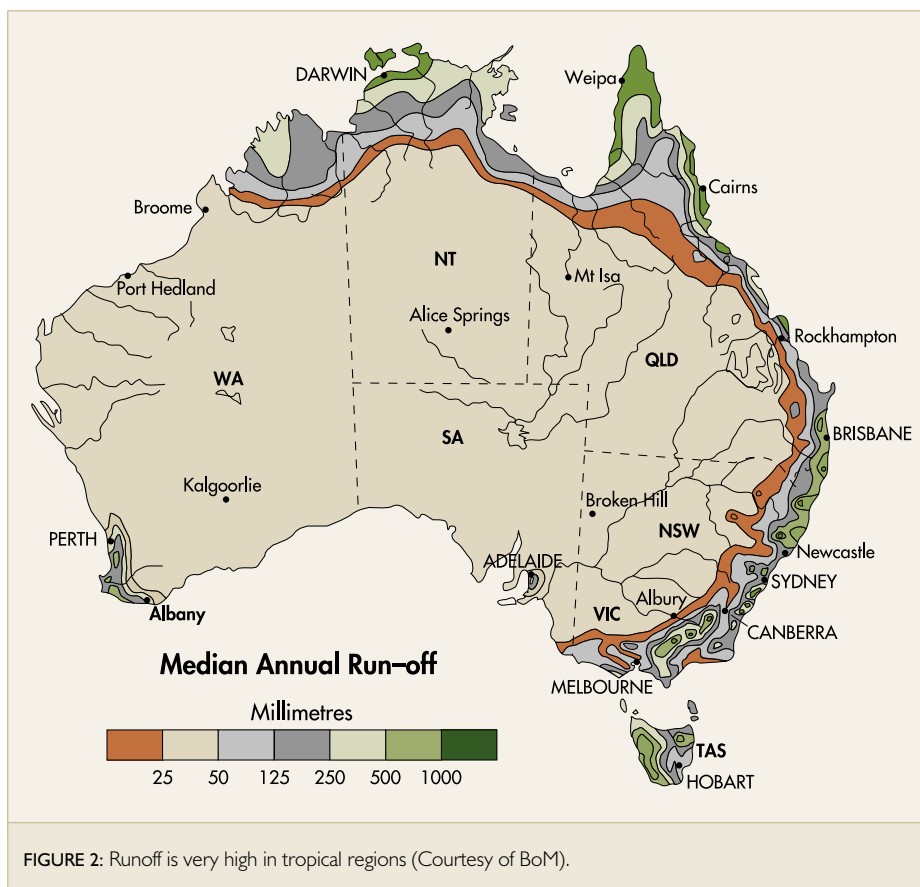 DARWIN
Weipa
Cairns
Broome
NT
Mt Isa
Port Hedland
Alice Springs
Rockhampton
QLD
WA
SA
BRISBANE
Kalgoorlie
Broken Hill
NSW
PERTH
Newcastle
ADELAIDE
SYDNEY
Albany
VIC
Albury
CANBERRA
Median Annual Run–off
MELBOURNE
Millimetres
TAS
25 50 125 250 500 1000
HOBART
FIGURE 2: Runoff is very high in tropical regions (Courtesy of BoM).